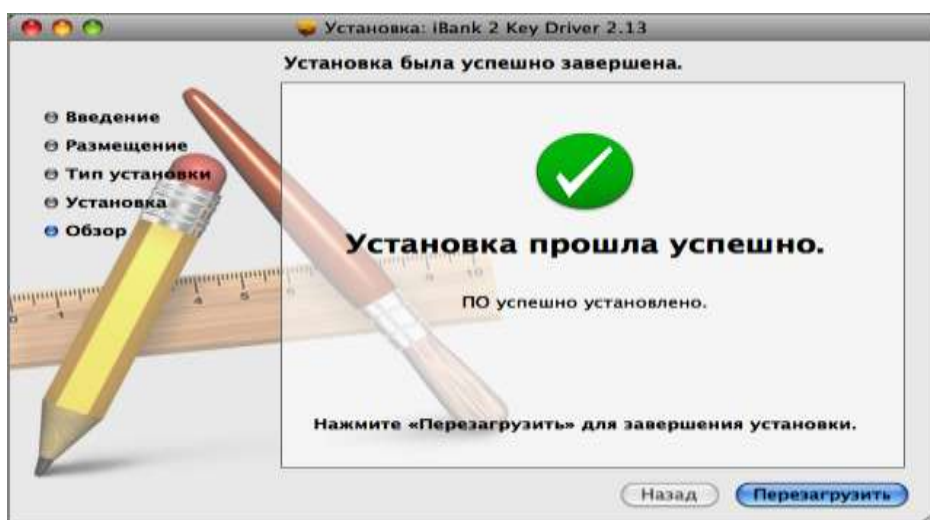 Установка: iBank 2 Key Driver 2.13
Установка была успешно завершена.
Введение
Размещение
Тип установки
Установка
Обзор
Установка прошла успешно.
ПО успешно установлено.
Нажмите «Перезагрузить» для завершения установки.
Назад
Перезагрузить